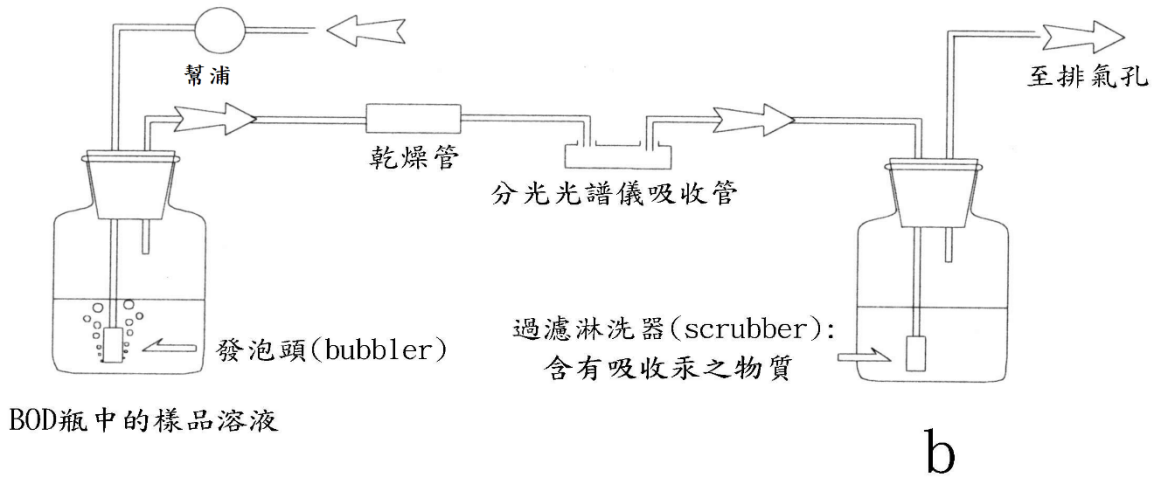 幫浦
至排氣孔
乾燥管
分光光譜儀吸收管
發泡頭(bubbler)
過濾淋洗器(scrubber):
含有吸收汞之物質
BOD瓶中的樣品溶液
b